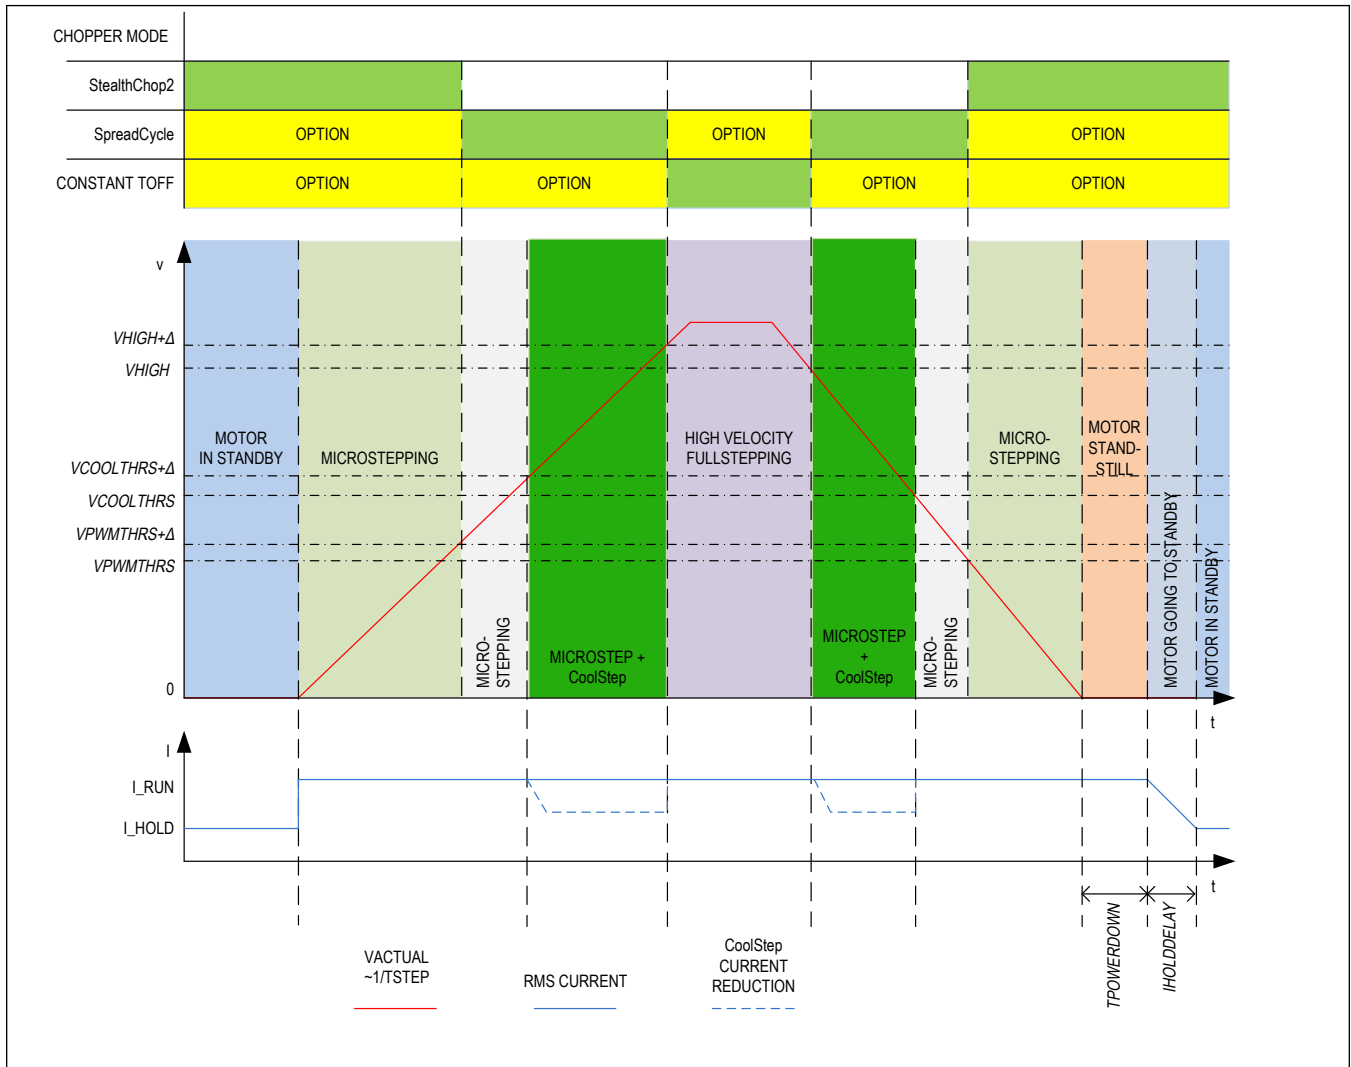 CHOPPER MODE
StealthChop2
SpreadCycle
OPTION
OPTION
OPTION
CONSTANT TOFF
OPTION
OPTION
OPTION
OPTION
v
VHIGH+Δ
VHIGH
VCOOLTHRS+Δ
VCOOLTHRS
VPWMTHRS+Δ
VPWMTHRS
0
MOTOR
IN STANDBY
MICROSTEPPING
MICRO-
STEPPING
MICROSTEP +
CoolStep
HIGH VELOCITY
FULLSTEPPING
MICROSTEP
+
CoolStep
MICRO-
STEPPING
MICRO-
STEPPING
MOTOR
STAND-
STILL
MOTOR GOING TO STANDBY
MOTOR IN STANDBY
t
I
I_RUN
I_HOLD
t
TPOWERDOWN
IHOLDDELAY
VACTUAL
~1/TSTEP
RMS CURRENT
CoolStep
CURRENT
REDUCTION